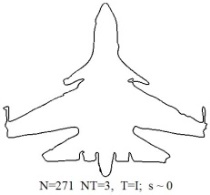 N=271 NT=3, T=I; s ~ 0